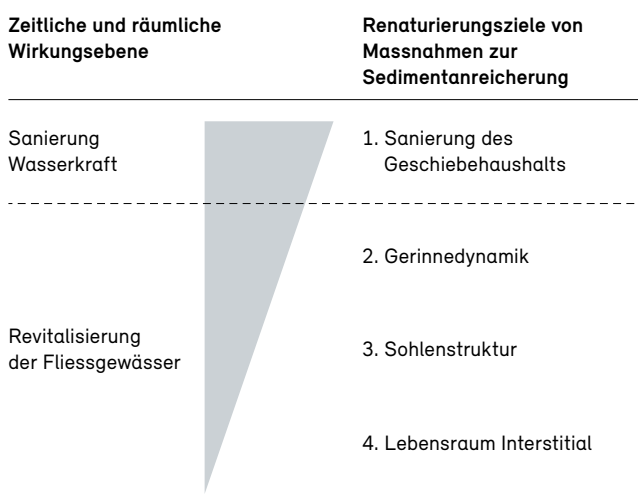 Zeitliche und räumliche
Wirkungsebene
Renaturierungsziele von
Massnahmen zur
Sedimentanreicherung
Sanierung
Wasserkraft
1. Sanierung des
Geschiebehaushalts
2. Gerinnedynamik
Revitalisierung
der Fliessgewässer
3. Sohlenstruktur
4. Lebensraum Interstitial